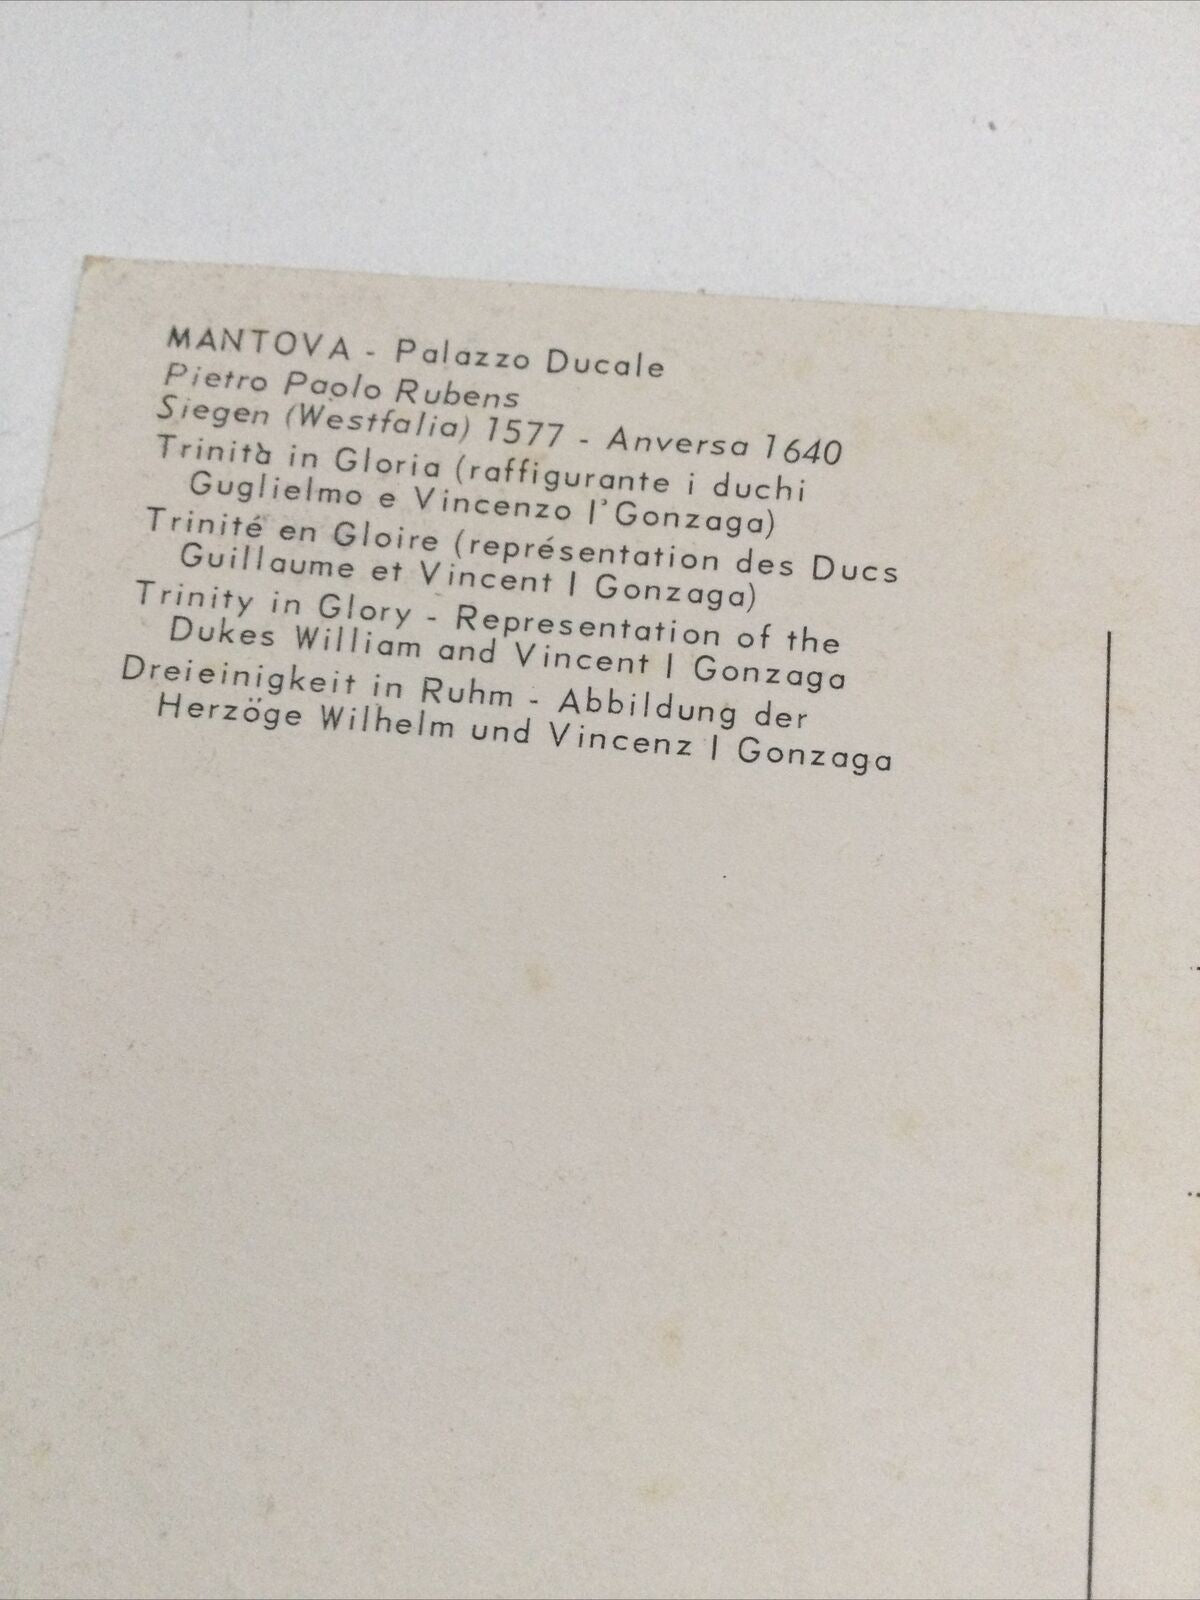 MANTOVA - Palazzo Ducale
Pietro Paolo Rubens
Siegen (Westfalia) 1577 - Anversa 1640
Trinità in Gloria (raffigurante i duchi
Guglielmo e Vincenzo I° Gonzaga)
Trinité en Gloire (représentation des Ducs
Guillaume et Vincent I Gonzaga)
Trinity in Glory - Representation of the
Dukes William and Vincent I Gonzaga
Dreieinigkeit in Ruhm - Abbildung der
Herzöge Wilhelm und Vincenz I Gonzaga